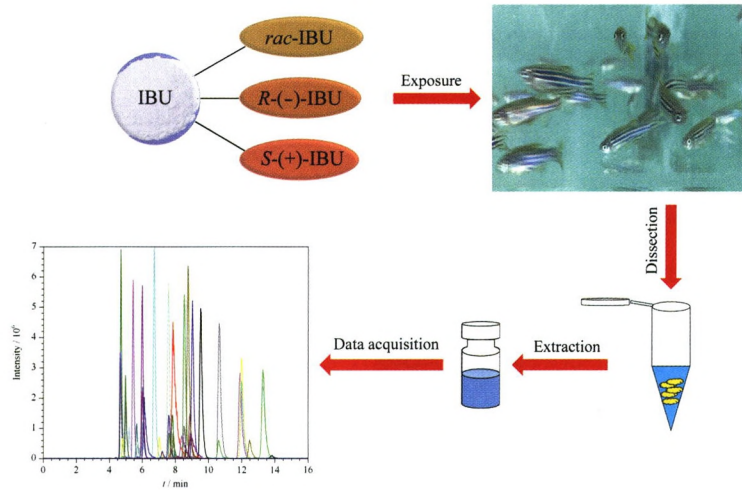 IBU
rac-IBU
R-(−)-IBU
S-(+)-IBU
Exposure
Dissection
Extraction
Data acquisition
Intensity / 10⁶
7
6
5
4
3
2
1
0
0 2 4 6 8 10 12 14 16
t / min